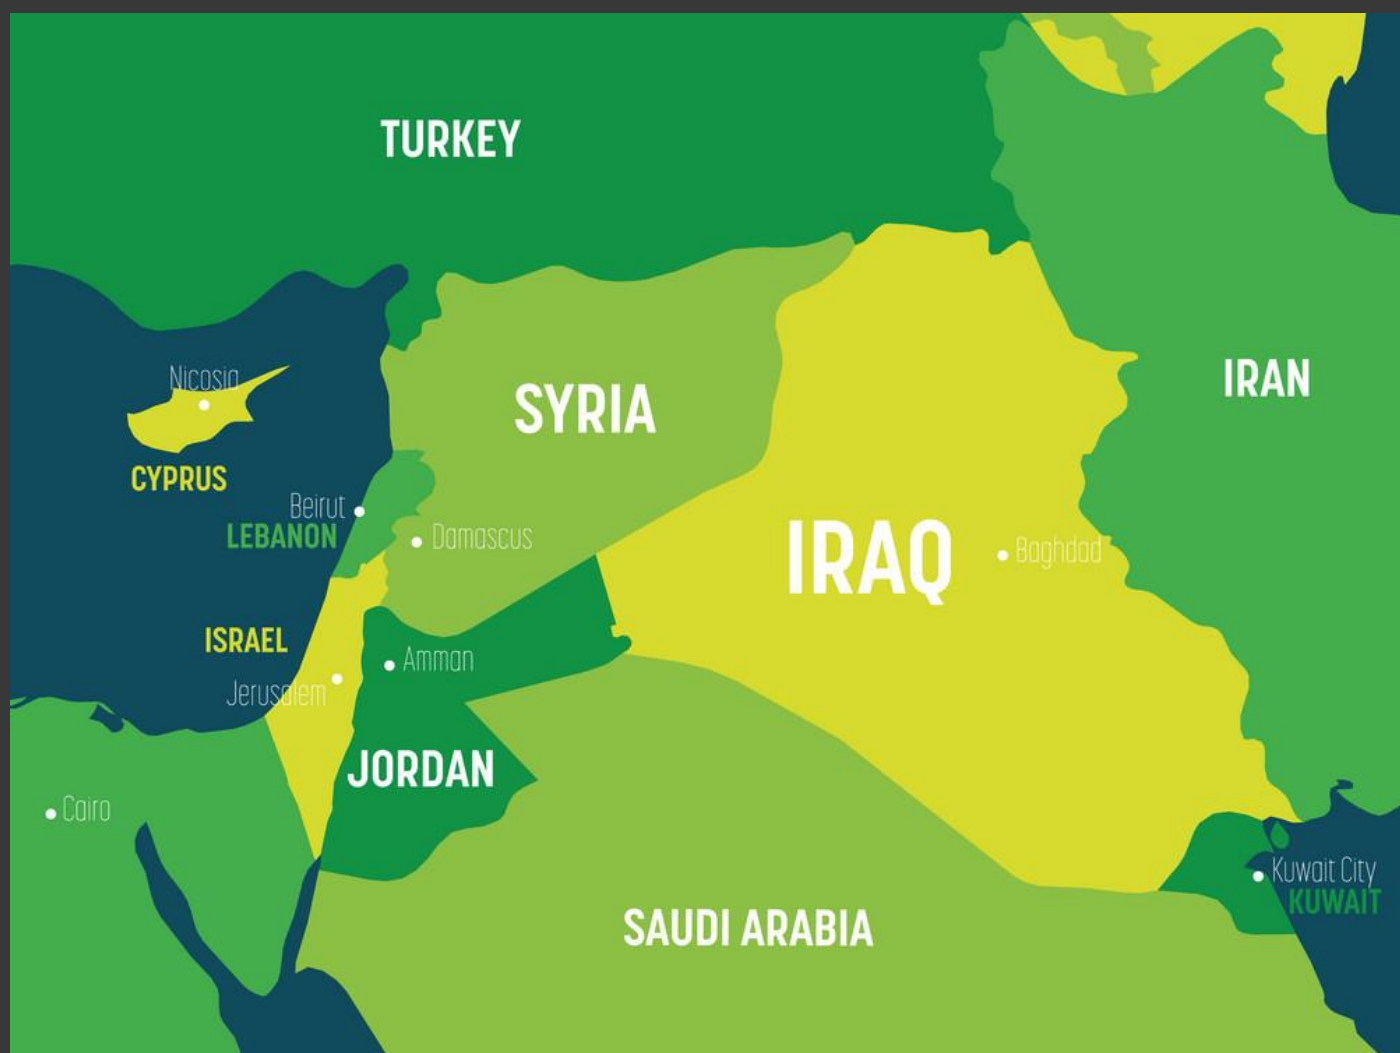 TURKEY
IRAN
Nicosia
SYRIA
CYPRUS
Beirut
LEBANON
Damascus
IRAQ
Baghdad
ISRAEL
Amman
Jerusalem
JORDAN
Cairo
Kuwait City
KUWAIT
SAUDI ARABIA